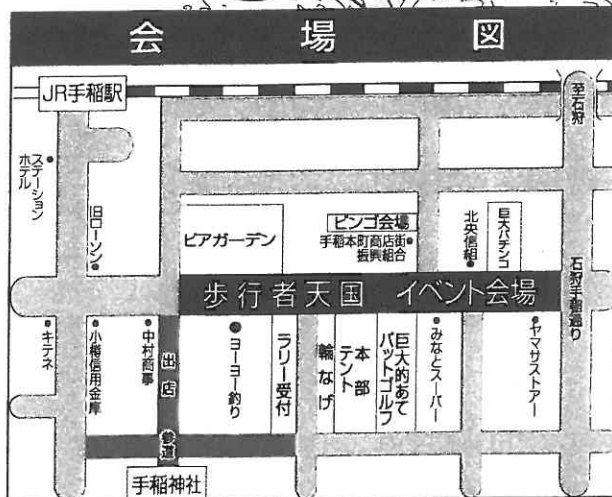 会場図
JR手稲駅
至石狩
ステーション
ホテル
旧ローソン
ビアガーデン
ビンゴ会場
手稲本町商店街
振興組合
北央信組
巨大パチンコ
石狩手稲通り
歩行者天国 イベント会場
キテネ
小樽信用金庫
中村商事
出店
参道
ヨーヨー釣り
ラリー受付
輪なげ
本部
テント
巨大的あて
パットゴルフ
みなとスーパー
ヤマサストアー
手稲神社